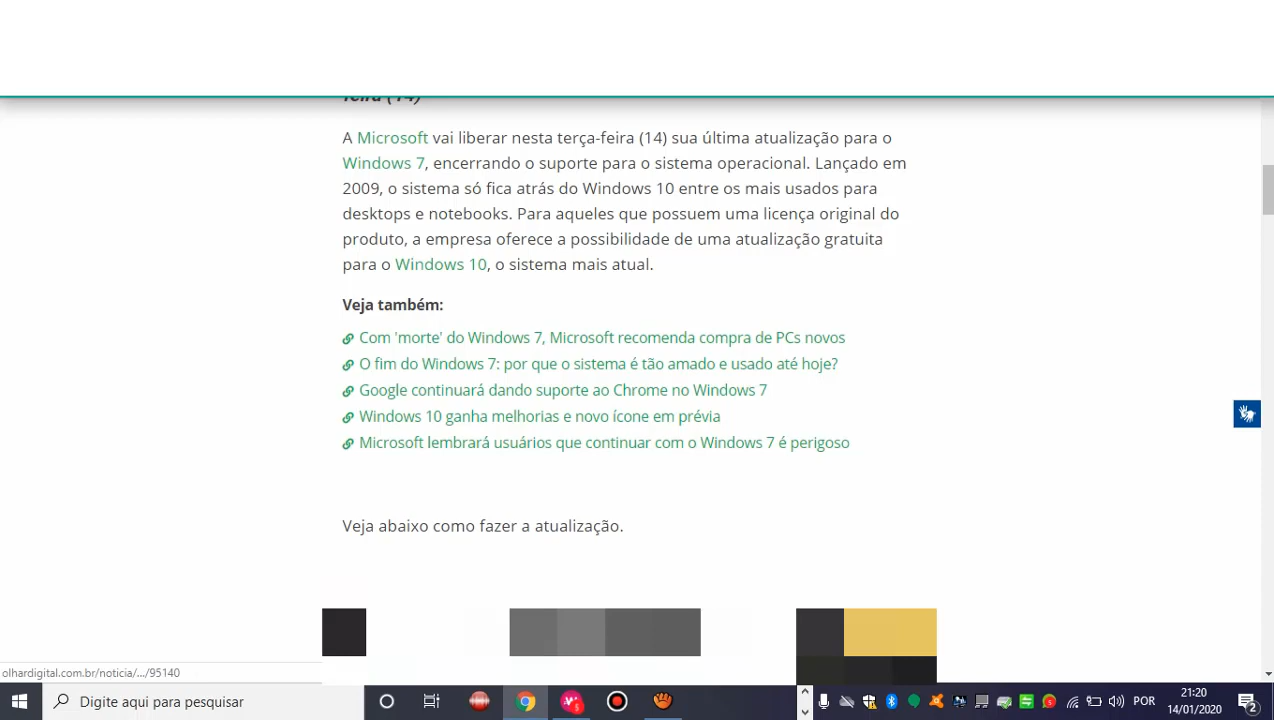 feira (14)
A Microsoft vai liberar nesta terça-feira (14) sua última atualização para o
Windows 7, encerrando o suporte para o sistema operacional. Lançado em
2009, o sistema só fica atrás do Windows 10 entre os mais usados para
desktops e notebooks. Para aqueles que possuem uma licença original do
produto, a empresa oferece a possibilidade de uma atualização gratuita
para o Windows 10, o sistema mais atual.
Veja também:
Com 'morte' do Windows 7, Microsoft recomenda compra de PCs novos
O fim do Windows 7: por que o sistema é tão amado e usado até hoje?
Google continuará dando suporte ao Chrome no Windows 7
Windows 10 ganha melhorias e novo ícone em prévia
Microsoft lembrará usuários que continuar com o Windows 7 é perigoso
Veja abaixo como fazer a atualização.
olhardigital.com.br/noticia/.../95140
Digite aqui para pesquisar
POR
21:20
14/01/2020
2